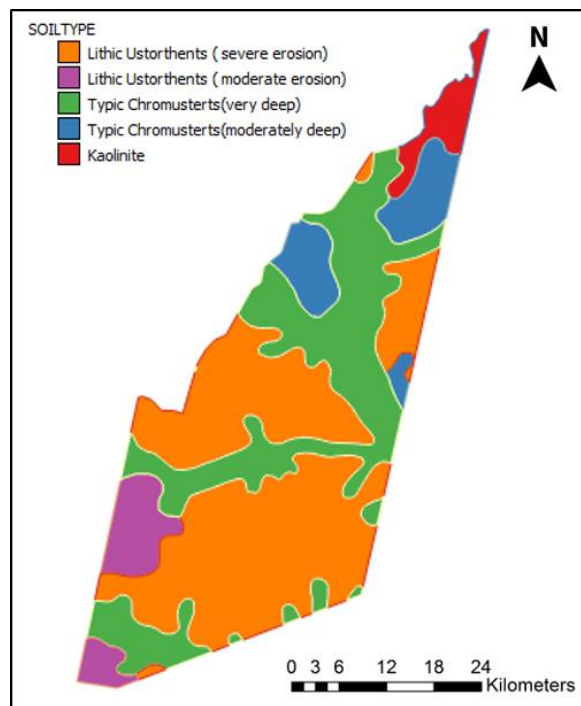 SOILTYPE
Lithic Ustorthents ( severe erosion)
Lithic Ustorthents ( moderate erosion)
Typic Chromusterts(very deep)
Typic Chromusterts(moderately deep)
Kaolinite
N
0 3 6 12 18 24
Kilometers